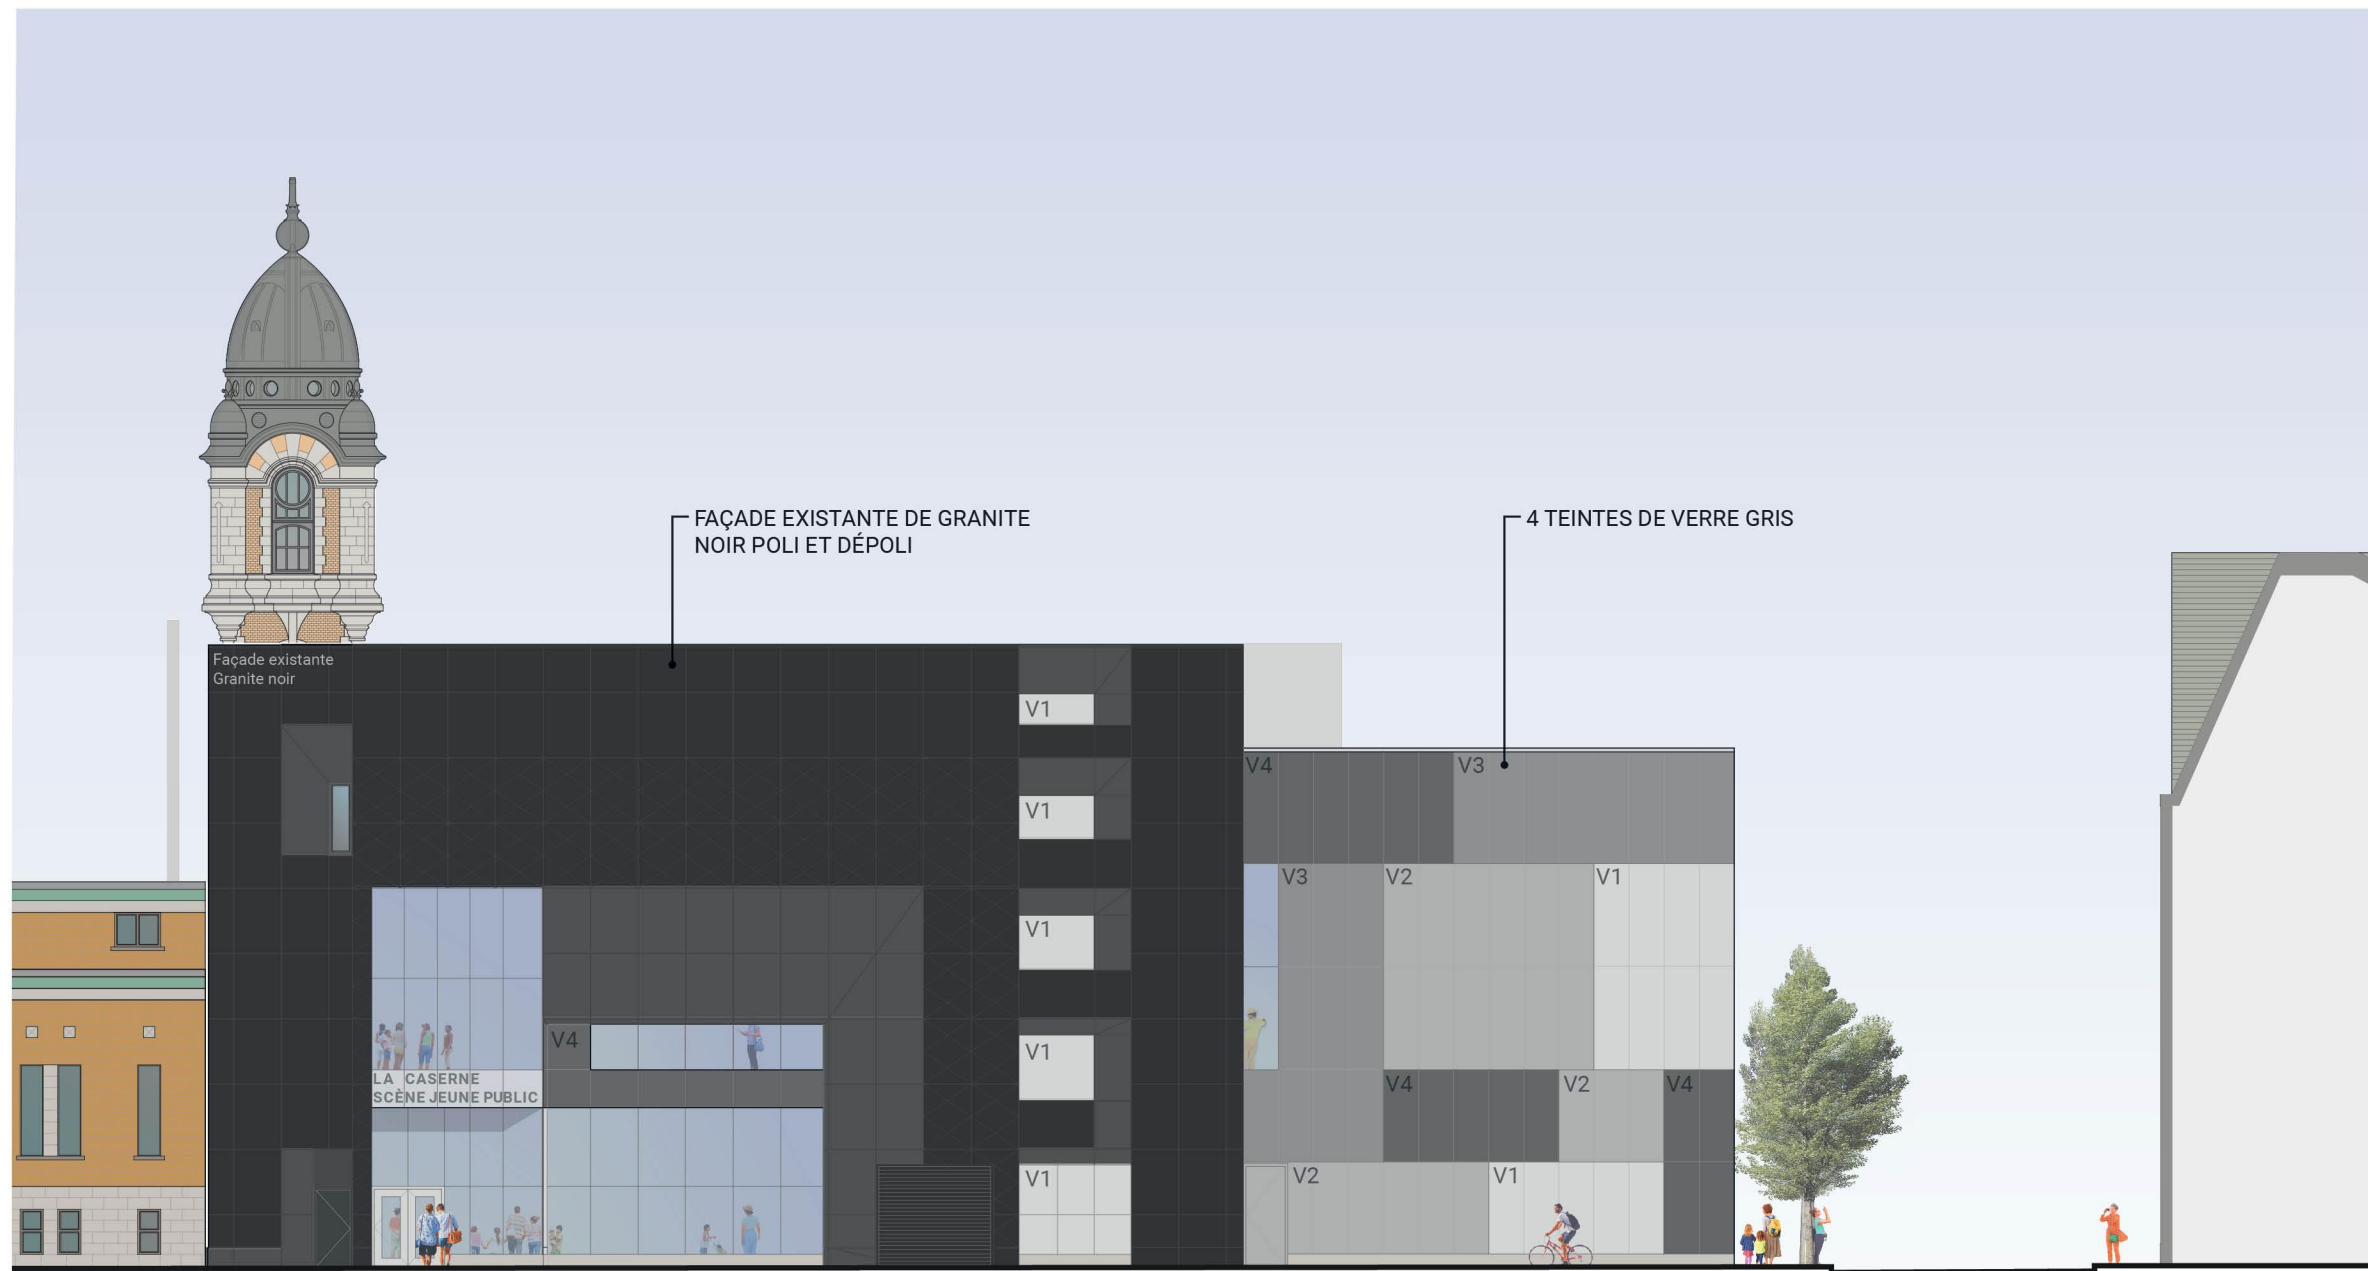 FAÇADE EXISTANTE DE GRANITE
NOIR POLI ET DÉPOLI
4 TEINTES DE VERRE GRIS
Façade existante
Granite noir
V1
V4
V3
V1
V3
V2
V1
V1
V4
V1
LA CASERNE
SCÈNE JEUNE PUBLIC
V4
V2
V4
V1
V2
V1